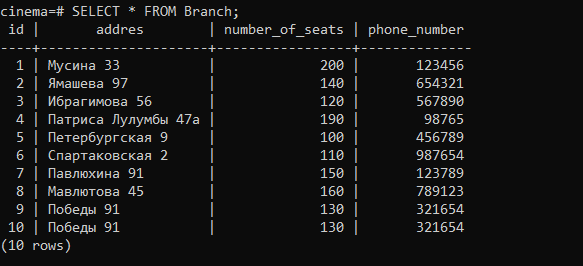 cinema=# SELECT * FROM Branch;
 id |       addres        | number_of_seats | phone_number
----+---------------------+-----------------+--------------
  1 | Мусина 33           |             200 |       123456
  2 | Ямашева 97          |             140 |       654321
  3 | Ибрагимова 56       |             120 |       567890
  4 | Патриса Лулумбы 47а |             190 |        98765
  5 | Петербургская 9     |             100 |       456789
  6 | Спартаковская 2     |             110 |       987654
  7 | Павлюхина 91        |             150 |       123789
  8 | Мавлютова 45        |             160 |       789123
  9 | Победы 91           |             130 |       321654
 10 | Победы 91           |             130 |       321654
(10 rows)